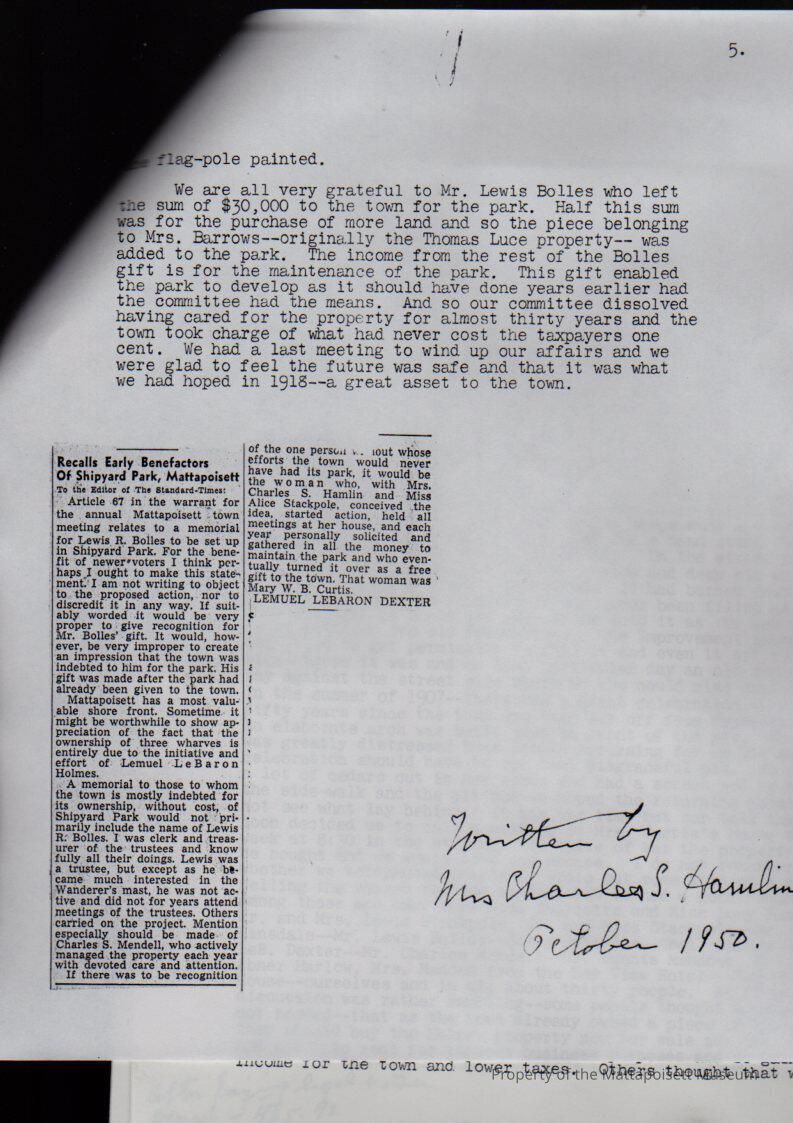 5.
flag-pole painted.
We are all very grateful to Mr. Lewis Bolles who left
the sum of $30,000 to the town for the park. Half this sum
was for the purchase of more land and so the piece belonging
to Mrs. Barrows--originally the Thomas Luce property-- was
added to the park. The income from the rest of the Bolles
gift is for the maintenance of the park. This gift enabled
the park to develop as it should have done years earlier had
the committee had the means. And so our committee dissolved
having cared for the property for almost thirty years and the
town took charge of what had never cost the taxpayers one
cent. We had a last meeting to wind up our affairs and we
were glad to feel the future was safe and that it was what
we had hoped in 1918--a great asset to the town.
Recalls Early Benefactors
Of Shipyard Park, Mattapoisett
To the Editor of The Standard-Times:
Article 67 in the warrant for
the annual Mattapoisett town
meeting relates to a memorial
for Lewis R. Bolles to be set up
in Shipyard Park. For the bene-
fit of newer voters I think per-
haps I ought to make this state-
ment. I am not writing to object
to the proposed action, nor to
discredit it in any way. If suit-
ably worded it would be very
proper to give recognition for
Mr. Bolles' gift. It would, how-
ever, be very improper to create
an impression that the town was
indebted to him for the park. His
gift was made after the park had
already been given to the town.
Mattapoisett has a most valu-
able shore front. Sometime it
might be worthwhile to show ap-
preciation of the fact that the
ownership of three wharves is
entirely due to the initiative and
effort of Lemuel LeBaron
Holmes.
A memorial to those to whom
the town is mostly indebted for
its ownership, without cost, of
Shipyard Park would not pri-
marily include the name of Lewis
R. Bolles. I was clerk and treas-
urer of the trustees and know
fully all their doings. Lewis was
a trustee, but except as he be-
came much interested in the
Wanderer's mast, he was not ac-
tive and did not for years attend
meetings of the trustees. Others
carried on the project. Mention
especially should be made of
Charles S. Mendell, who actively
managed the property each year
with devoted care and attention.
If there was to be recognition
of the one person whose
efforts the town would never
have had its park, it would be
the woman who, with Mrs.
Charles S. Hamlin and Miss
Alice Stackpole, conceived the
idea, started action, held all
meetings at her house, and each
year personally solicited and
gathered in all the money to
maintain the park and who even-
tually turned it over as a free
gift to the town. That woman was
Mary W. B. Curtis.
LEMUEL LEBARON DEXTER
Written by
Mrs Charles S. Hamlin
October 1950.
income for the town and lower taxes. Others thought that
Property of the Mattapoisett Museum